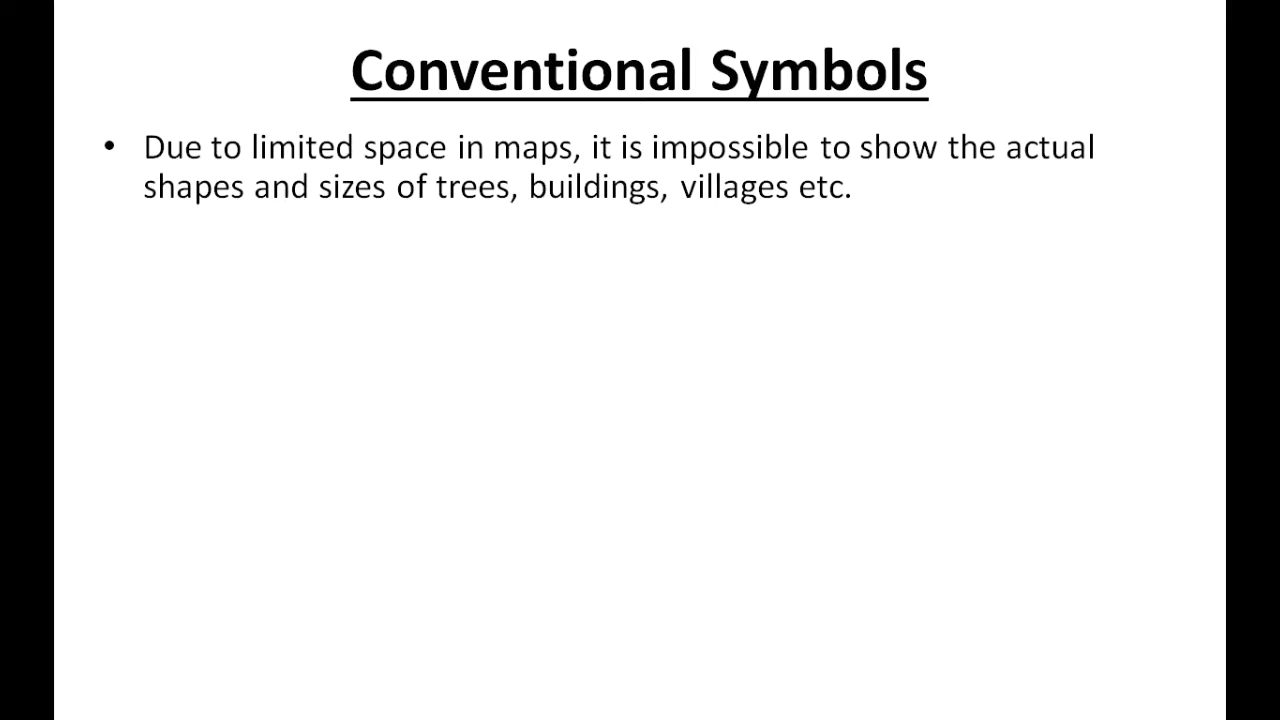 Conventional Symbols
• Due to limited space in maps, it is impossible to show the actual
shapes and sizes of trees, buildings, villages etc.